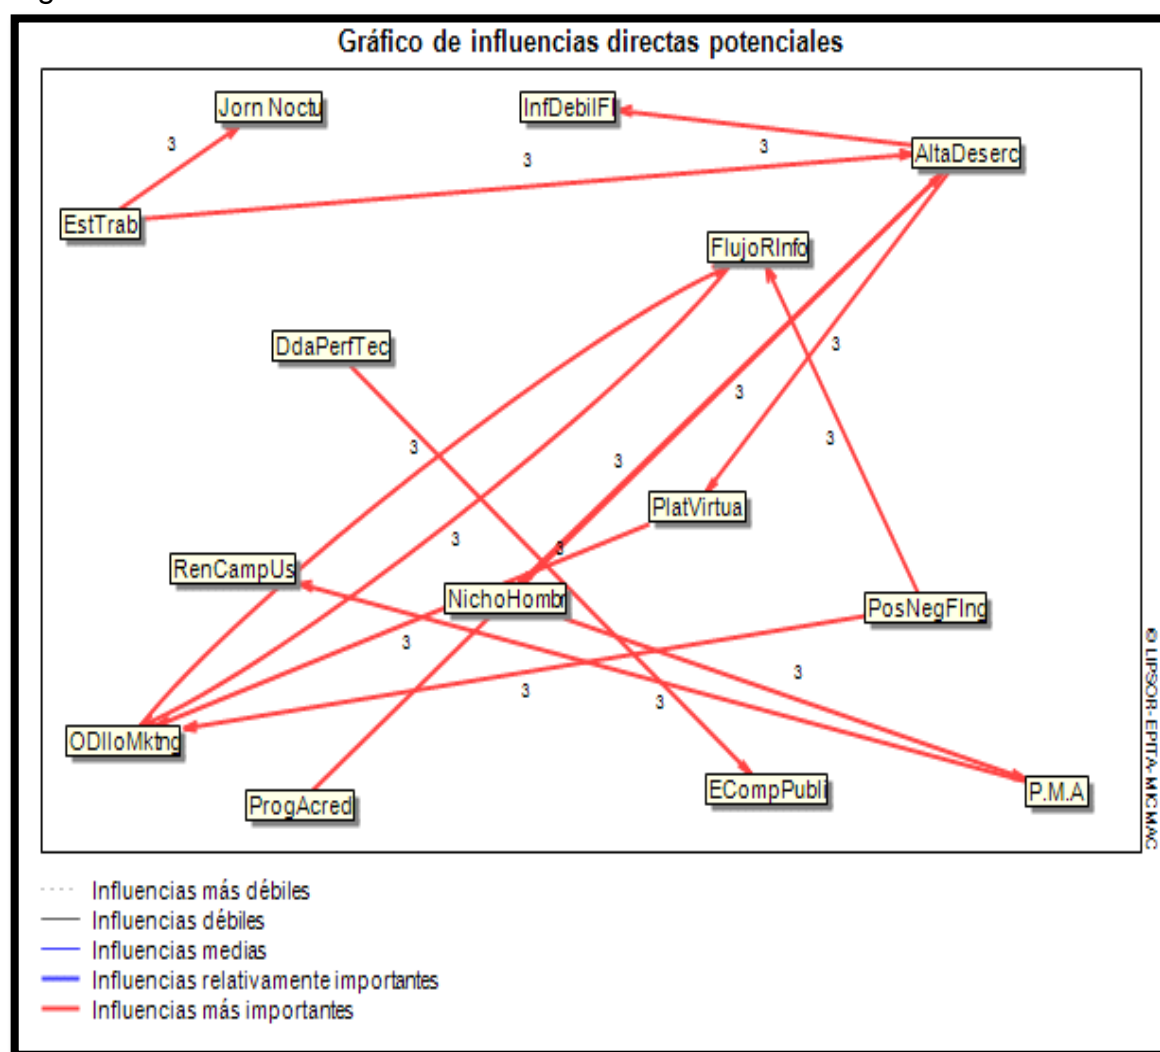 Gráfico de influencias directas potenciales
Jorn Noctu
InfDebilFI
3
3
3
AltaDeserc
EstTrab
FlujoRInfo
DdaPerfTec
3
3
3
3
3
PlatVirtua
3
3
RenCampUs
NichoHombr
PosNegFIng
3
3
3
3
ODlloMktng
ProgAcred
ECompPubli
P.M.A
© LIPSOR-EPITA-MICMAC
Influencias más débiles
Influencias débiles
Influencias medias
Influencias relativamente importantes
Influencias más importantes